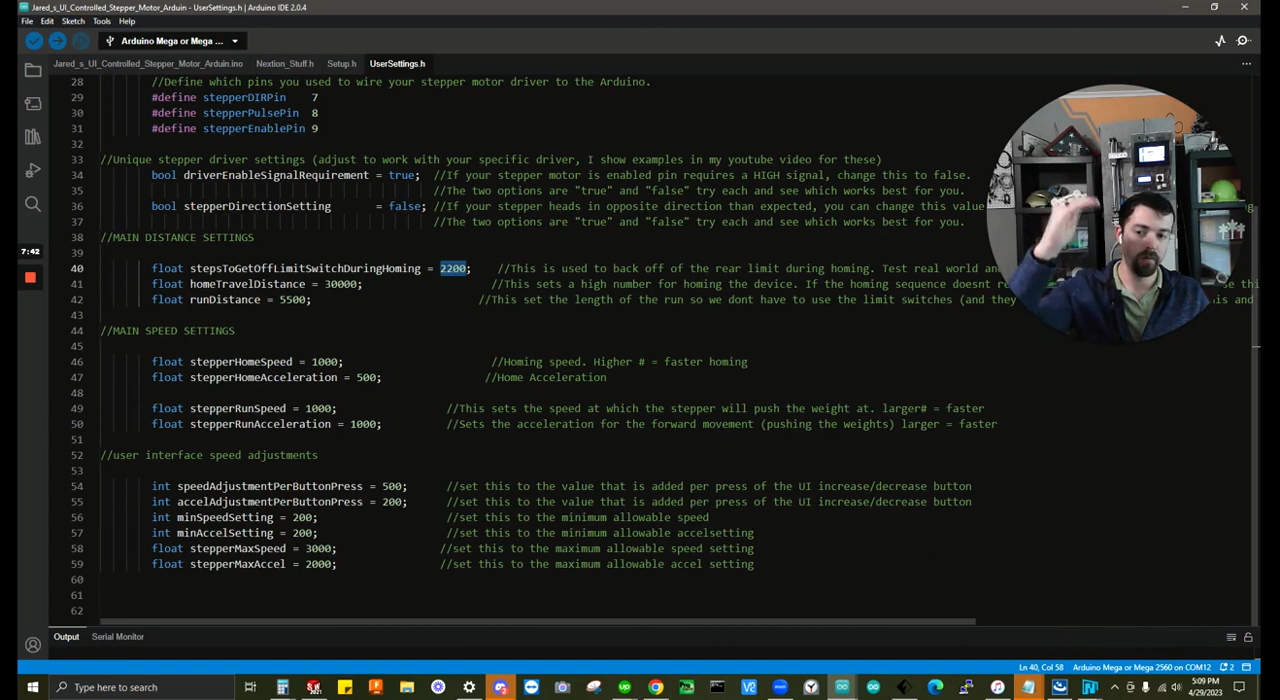 Jared_s_UI_Controlled_Stepper_Motor_Arduin - UserSettings.h | Arduino IDE 2.0.4
File Edit Sketch Tools Help
Arduino Mega or Mega ...
Jared_s_UI_Controlled_Stepper_Motor_Arduin.ino Nextion_Stuff.h Setup.h UserSettings.h
28 //Define which pins you used to wire your stepper motor driver to the Arduino.
29 #define stepperDIRPin 7
30 #define stepperPulsePin 8
31 #define stepperEnablePin 9
32
33 //Unique stepper driver settings (adjust to work with your specific driver, I show examples in my youtube video for these)
34 bool driverEnableSignalRequirement = true; //If your stepper motor is enabled pin requires a HIGH signal, change this to false.
35 //The two options are "true" and "false" try each and see which works best for you.
36 bool stepperDirectionSetting = false; //If your stepper heads in opposite direction than expected, you can change this value
37 //The two options are "true" and "false" try each and see which works best for you.
38 //MAIN DISTANCE SETTINGS
39
40 float stepsToGetOffLimitSwitchDuringHoming = 2200; //This is used to back off of the rear limit during homing. Test real world and
41 float homeTravelDistance = 30000; //This sets a high number for homing the device. If the homing sequence doesnt re
42 float runDistance = 5500; //This set the length of the run so we dont have to use the limit switches (and they
43
44 //MAIN SPEED SETTINGS
45
46 float stepperHomeSpeed = 1000; //Homing speed. Higher # = faster homing
47 float stepperHomeAcceleration = 500; //Home Acceleration
48
49 float stepperRunSpeed = 1000; //This sets the speed at which the stepper will push the weight at. larger# = faster
50 float stepperRunAcceleration = 1000; //Sets the acceleration for the forward movement (pushing the weights) larger = faster
51
52 //user interface speed adjustments
53
54 int speedAdjustmentPerButtonPress = 500; //set this to the value that is added per press of the UI increase/decrease button
55 int accelAdjustmentPerButtonPress = 200; //set this to the value that is added per press of the UI increase/decrease button
56 int minSpeedSetting = 200; //set this to the minimum allowable speed
57 int minAccelSetting = 200; //set this to the minimum allowable accelsetting
58 float stepperMaxSpeed = 3000; //set this to the maximum allowable speed setting
59 float stepperMaxAccel = 2000; //set this to the maximum allowable accel setting
60
61
62
7:42
Output Serial Monitor
Ln 40, Col 58 Arduino Mega or Mega 2560 on COM12 2
Type here to search
5:09 PM
4/29/2023